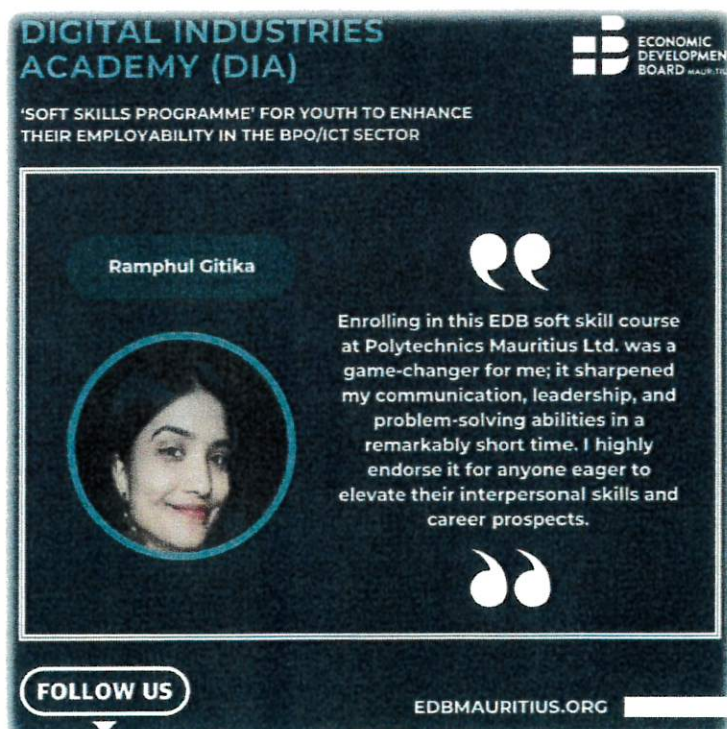 DIGITAL INDUSTRIES
ACADEMY (DIA)
ECONOMIC
BOARD
'SOFT SKILLS PROGRAMME' FOR YOUTH TO ENHANCE
THEIR EMPLOYABILITY IN THE BPO/ICT SECTOR
Ramphul Gitika
Enrolling in this EDB soft skill course
at Polytechnics Mauritius Ltd. was a
game-changer for me; it sharpened
my communication, leadership, and
problem-solving abilities in a
remarkably short time. I highly
endorse it for anyone eager to
elevate their interpersonal skills and
career prospects.
FOLLOW US
EDBMAURITIUS.ORG